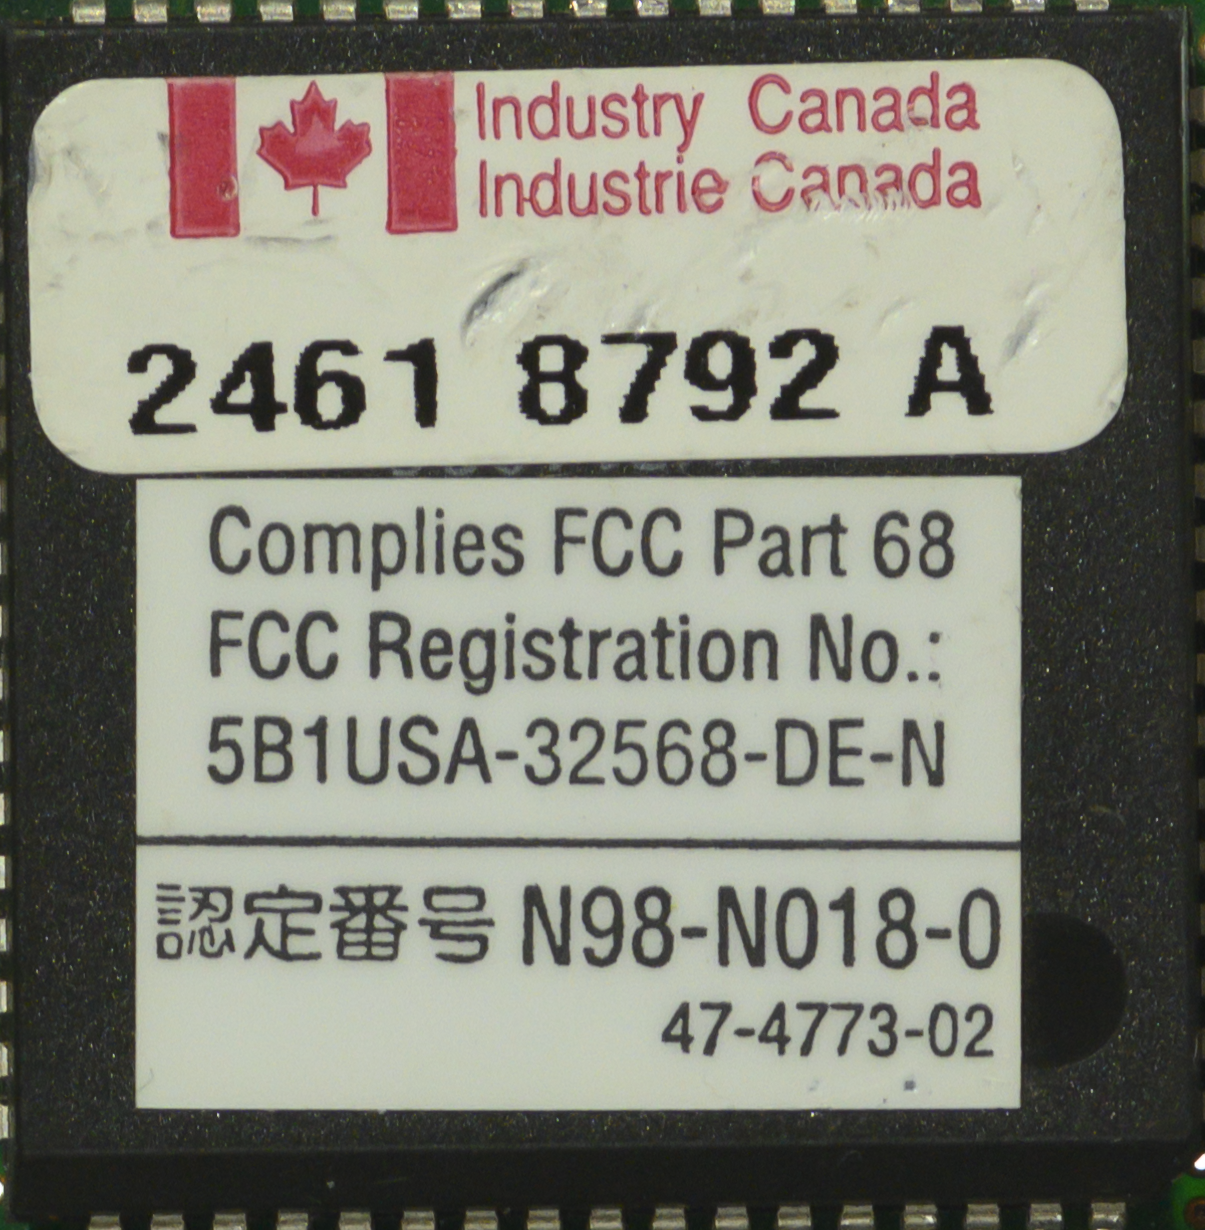 Industry Canada
Industrie Canada
2461 8792 A
Complies FCC Part 68
FCC Registration No.:
5B1USA-32568-DE-N
認定番号 N98-N018-0
47-4773-02